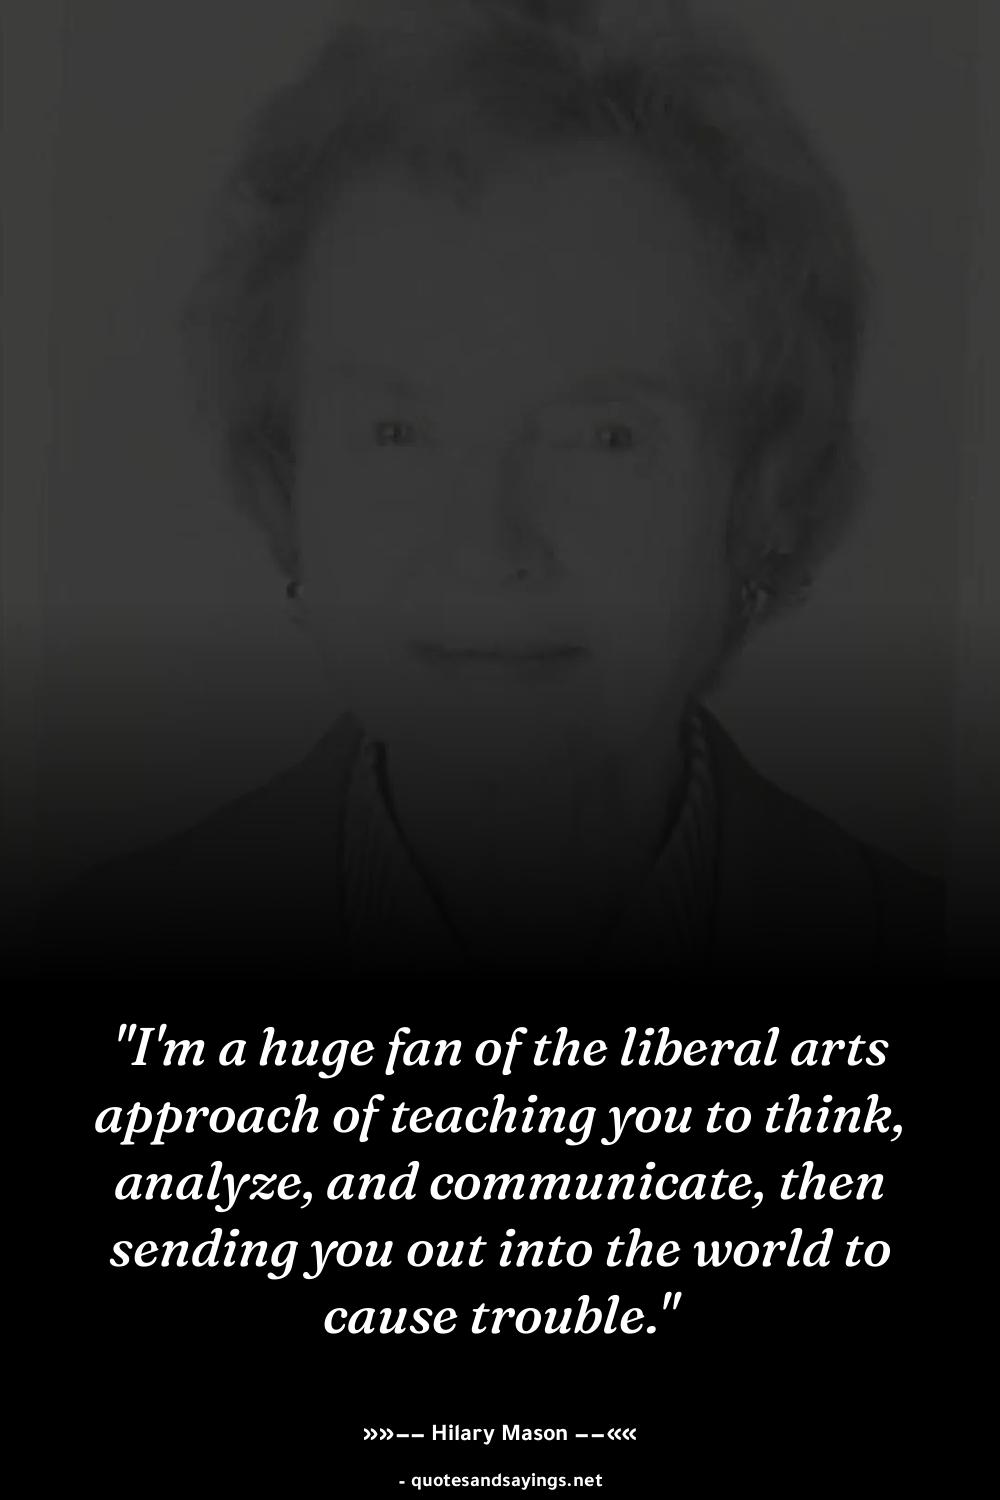 "I'm a huge fan of the liberal arts
approach of teaching you to think,
analyze, and communicate, then
sending you out into the world to
cause trouble."
»»–– Hilary Mason ––««
- quotesandsayings.net